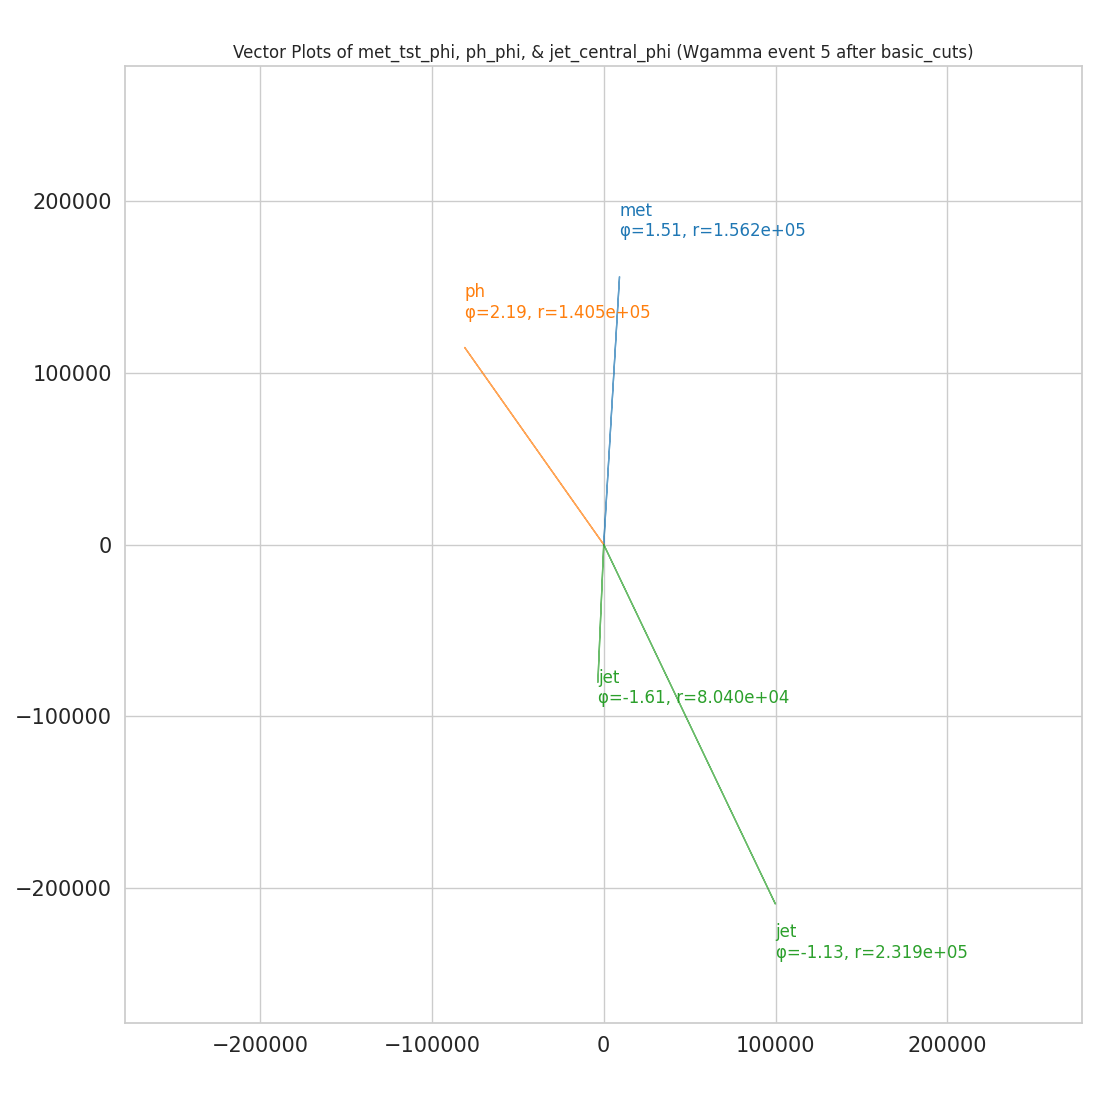 Vector Plots of met_tst_phi, ph_phi, & jet_central_phi (Wgamma event 5 after basic_cuts)
200000
met
φ=1.51, r=1.562e+05
ph
φ=2.19, r=1.405e+05
100000
0
jet
φ=-1.61, r=8.040e+04
−100000
−200000
jet
φ=-1.13, r=2.319e+05
−200000
−100000
0
100000
200000